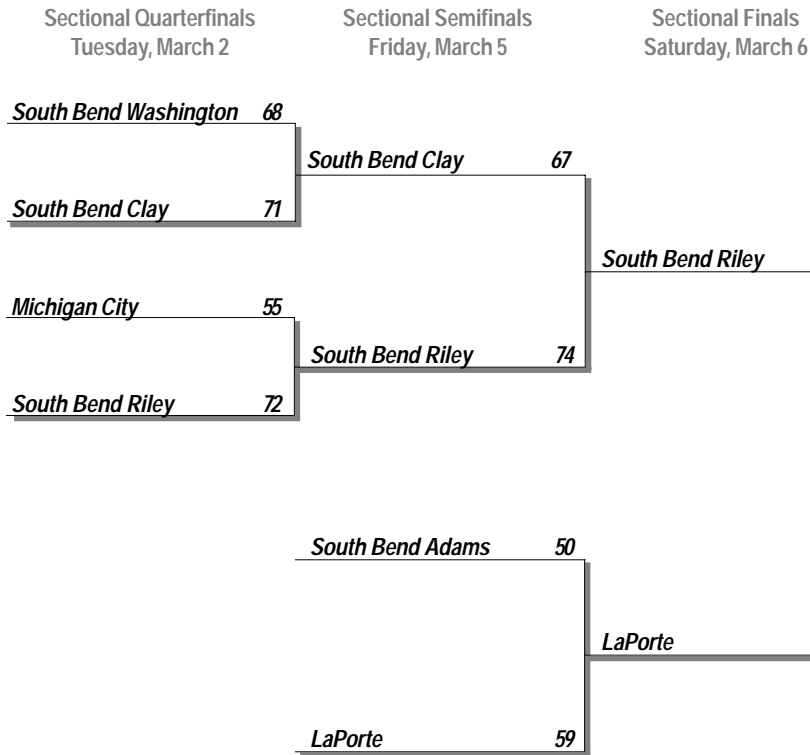 Sectional Quarterfinals
Tuesday, March 2
Sectional Semifinals
Friday, March 5
Sectional Finals
Saturday, March 6
South Bend Washington 68
South Bend Clay 67
South Bend Clay 71
South Bend Riley
Michigan City 55
South Bend Riley 74
South Bend Riley 72
South Bend Adams 50
LaPorte
LaPorte 59